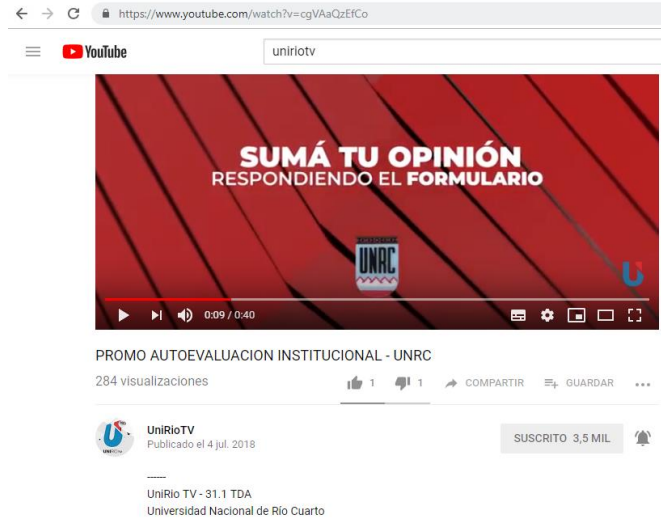 https://www.youtube.com/watch?v=cgVAaQzEfCo
YouTube
uniriotv
SUMÁ TU OPINIÓN
RESPONDIENDO EL FORMULARIO
UNRC
0:09 / 0:40
PROMO AUTOEVALUACION INSTITUCIONAL - UNRC
284 visualizaciones
1 1 COMPARTIR GUARDAR
UniRioTV
Publicado el 4 jul. 2018
SUSCRITO 3,5 MIL
-----
UniRio TV - 31.1 TDA
Universidad Nacional de Río Cuarto